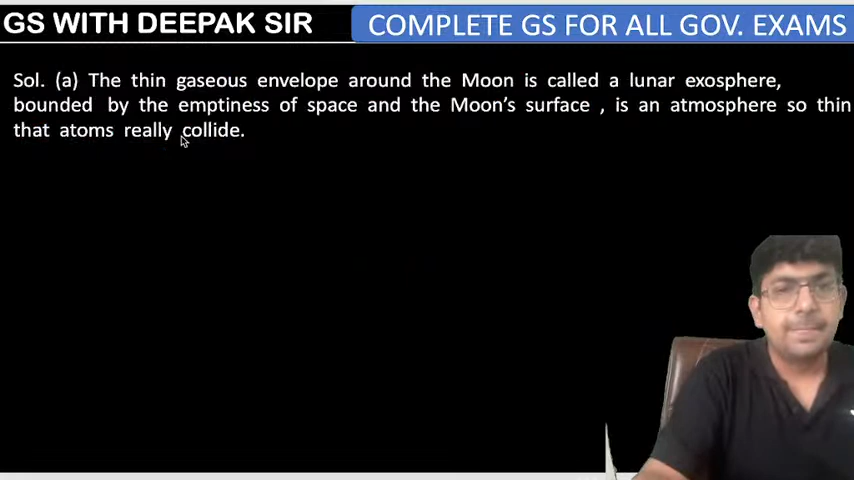 GS WITH DEEPAK SIR
COMPLETE GS FOR ALL GOV. EXAMS
Sol. (a) The thin gaseous envelope around the Moon is called a lunar exosphere,
bounded by the emptiness of space and the Moon's surface , is an atmosphere so thin
that atoms really collide.